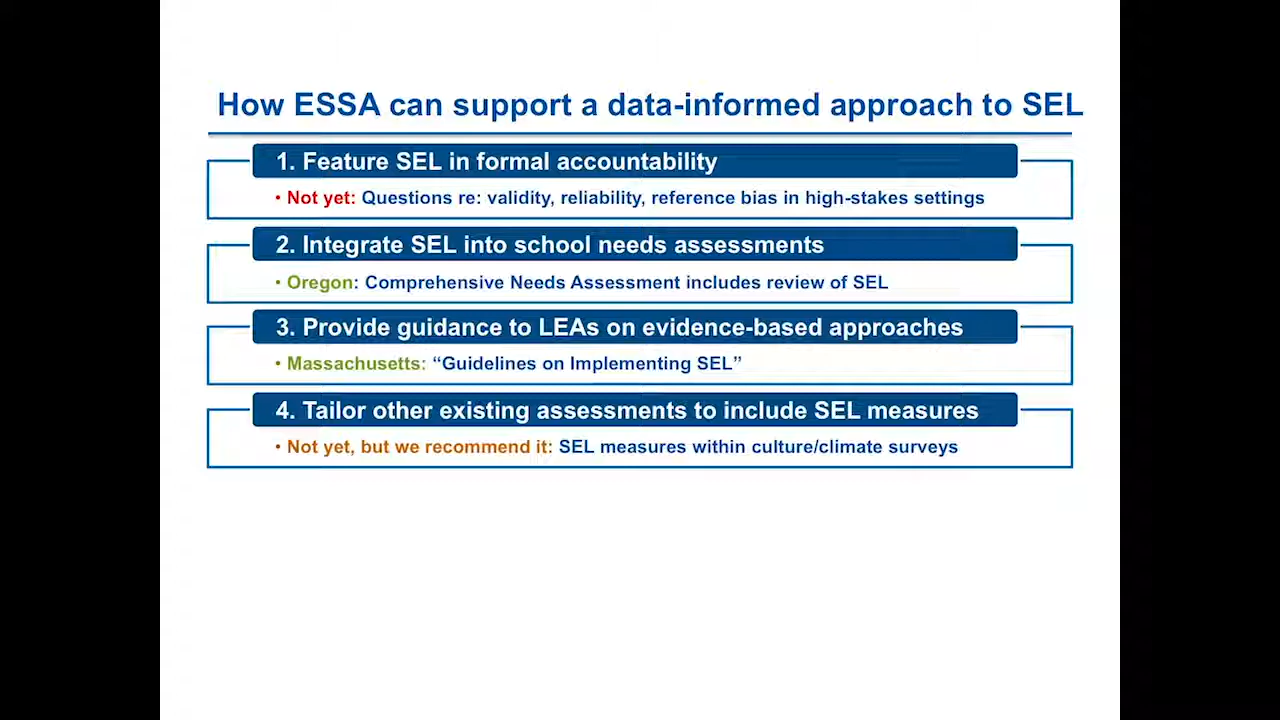 How ESSA can support a data-informed approach to SEL
1. Feature SEL in formal accountability
• Not yet: Questions re: validity, reliability, reference bias in high-stakes settings
2. Integrate SEL into school needs assessments
• Oregon: Comprehensive Needs Assessment includes review of SEL
3. Provide guidance to LEAs on evidence-based approaches
• Massachusetts: “Guidelines on Implementing SEL”
4. Tailor other existing assessments to include SEL measures
• Not yet, but we recommend it: SEL measures within culture/climate surveys